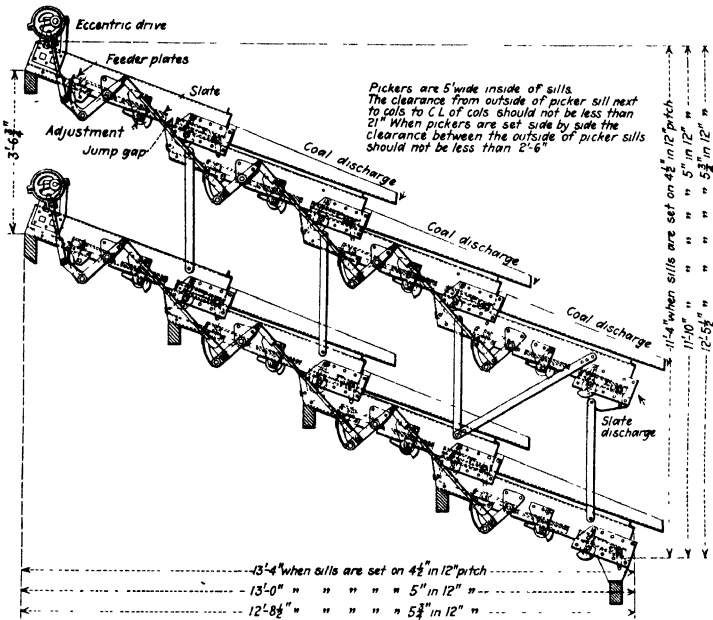 Eccentric drive
Feeder plates
Slate
Adjustment
Jump gap
Pickers are 5' wide inside of sills.
The clearance from outside of picker sill next
to cols to C L of cols should not be less than
21" When pickers are set side by side the
clearance between the outside of picker sills
should not be less than 2'-6"
Coal discharge
Coal discharge
Coal discharge
Slate
discharge
3'-6¾"
11'-4" when sills are set on 4½" in 12" pitch
11'-10" " " " " 5" in 12" "
12'-5½" " " " " 5¾" in 12" "
13'-4" when sills are set on 4½" in 12" pitch
13'-0" " " " " 5" in 12" "
12'-8½" " " " " 5¾" in 12" "